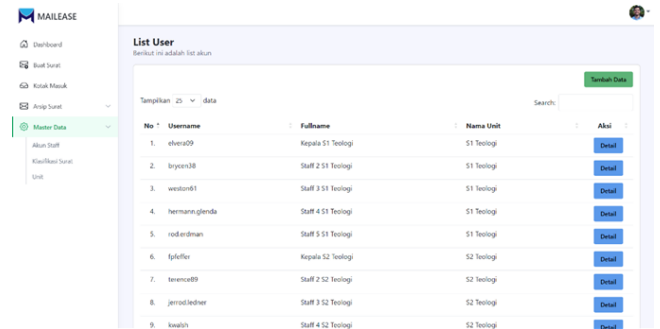 MAILEASE
Dashboard
Buat Surat
Kotak Masuk
Arsip Surat
Master Data
Akun Staff
Klasifikasi Surat
Unit
List User
Berikut ini adalah list akun
Tambah Data
Tampilkan 25 data
Search:
No Username Fullname Nama Unit Aksi
1. elvera09 Kepala S1 Teologi S1 Teologi Detail
2. brycen38 Staff 2 S1 Teologi S1 Teologi Detail
3. weston61 Staff 3 S1 Teologi S1 Teologi Detail
4. hermann.glenda Staff 4 S1 Teologi S1 Teologi Detail
5. rod.erdman Staff 5 S1 Teologi S1 Teologi Detail
6. fpfeffer Kepala S2 Teologi S2 Teologi Detail
7. terence89 Staff 2 S2 Teologi S2 Teologi Detail
8. jerrod.ledner Staff 3 S2 Teologi S2 Teologi Detail
9. kwalsh Staff 4 S2 Teologi S2 Teologi Detail